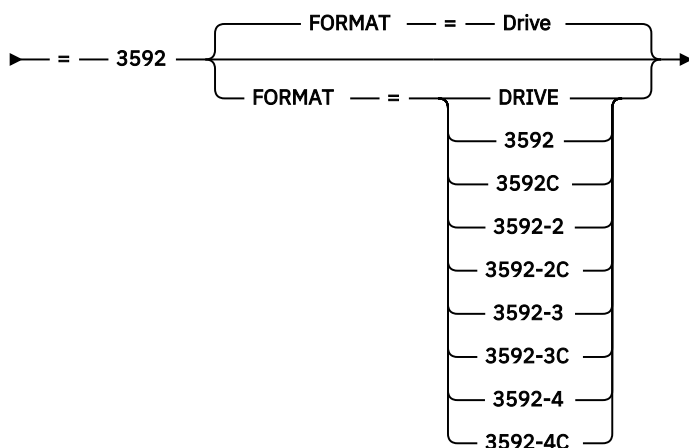 FORMAT = Drive
= 3592
FORMAT = DRIVE
3592
3592C
3592-2
3592-2C
3592-3
3592-3C
3592-4
3592-4C